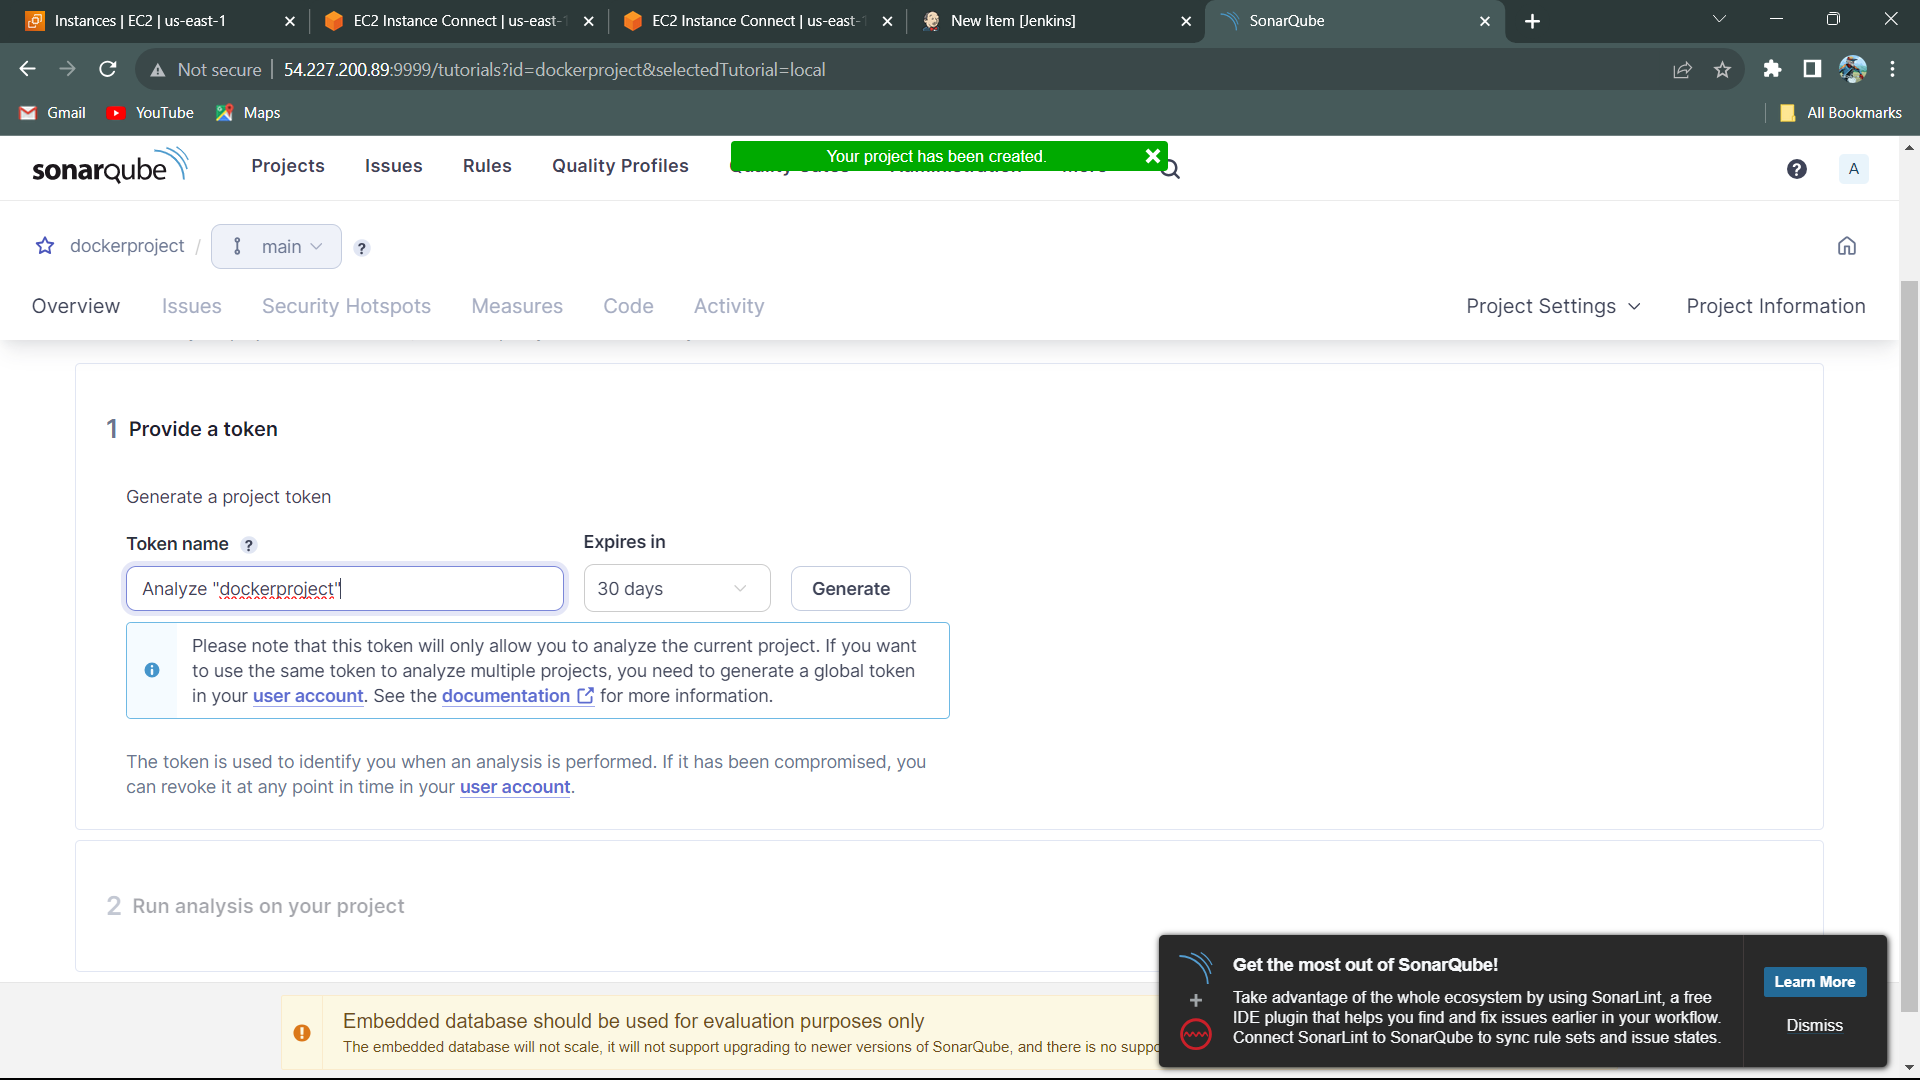 Instances | EC2 | us-east-1
EC2 Instance Connect | us-east-
EC2 Instance Connect | us-east-
New Item [Jenkins]
SonarQube
Not secure
54.227.200.89:9999/tutorials?id=dockerproject&selectedTutorial=local
Gmail
YouTube
Maps
All Bookmarks
sonarqube
Projects
Issues
Rules
Quality Profiles
Your project has been created.
?
A
dockerproject /
main
?
Overview
Issues
Security Hotspots
Measures
Code
Activity
Project Settings
Project Information
1 Provide a token
Generate a project token
Token name ?
Expires in
Analyze "dockerproject"
30 days
Generate
Please note that this token will only allow you to analyze the current project. If you want
to use the same token to analyze multiple projects, you need to generate a global token
in your user account. See the documentation for more information.
The token is used to identify you when an analysis is performed. If it has been compromised, you
can revoke it at any point in time in your user account.
2 Run analysis on your project
Embedded database should be used for evaluation purposes only
The embedded database will not scale, it will not support upgrading to newer versions of SonarQube, and there is no suppo
Get the most out of SonarQube!
Take advantage of the whole ecosystem by using SonarLint, a free
IDE plugin that helps you find and fix issues earlier in your workflow.
Connect SonarLint to SonarQube to sync rule sets and issue states.
Learn More
Dismiss